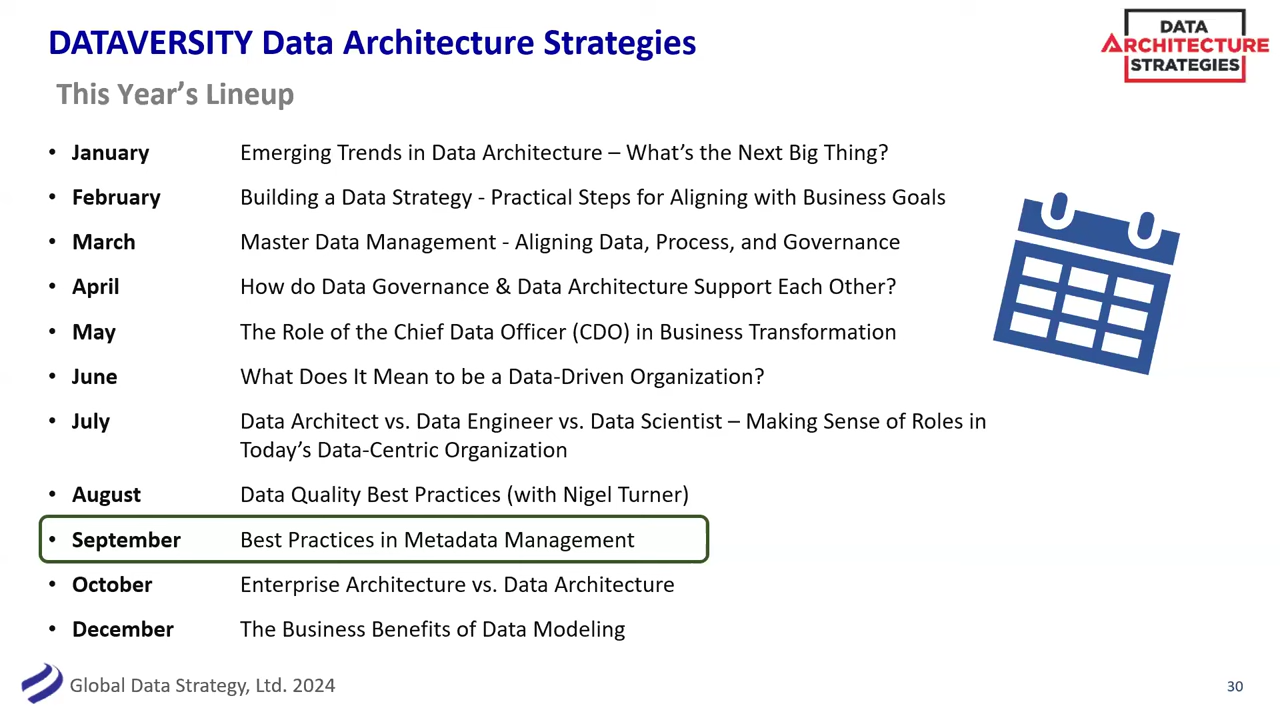 DATAVERSITY Data Architecture Strategies
DATA
ARCHITECTURE
STRATEGIES
This Year's Lineup
• January Emerging Trends in Data Architecture – What's the Next Big Thing?
• February Building a Data Strategy - Practical Steps for Aligning with Business Goals
• March Master Data Management - Aligning Data, Process, and Governance
• April How do Data Governance & Data Architecture Support Each Other?
• May The Role of the Chief Data Officer (CDO) in Business Transformation
• June What Does It Mean to be a Data-Driven Organization?
• July Data Architect vs. Data Engineer vs. Data Scientist – Making Sense of Roles in
Today's Data-Centric Organization
• August Data Quality Best Practices (with Nigel Turner)
• September Best Practices in Metadata Management
• October Enterprise Architecture vs. Data Architecture
• December The Business Benefits of Data Modeling
Global Data Strategy, Ltd. 2024
30